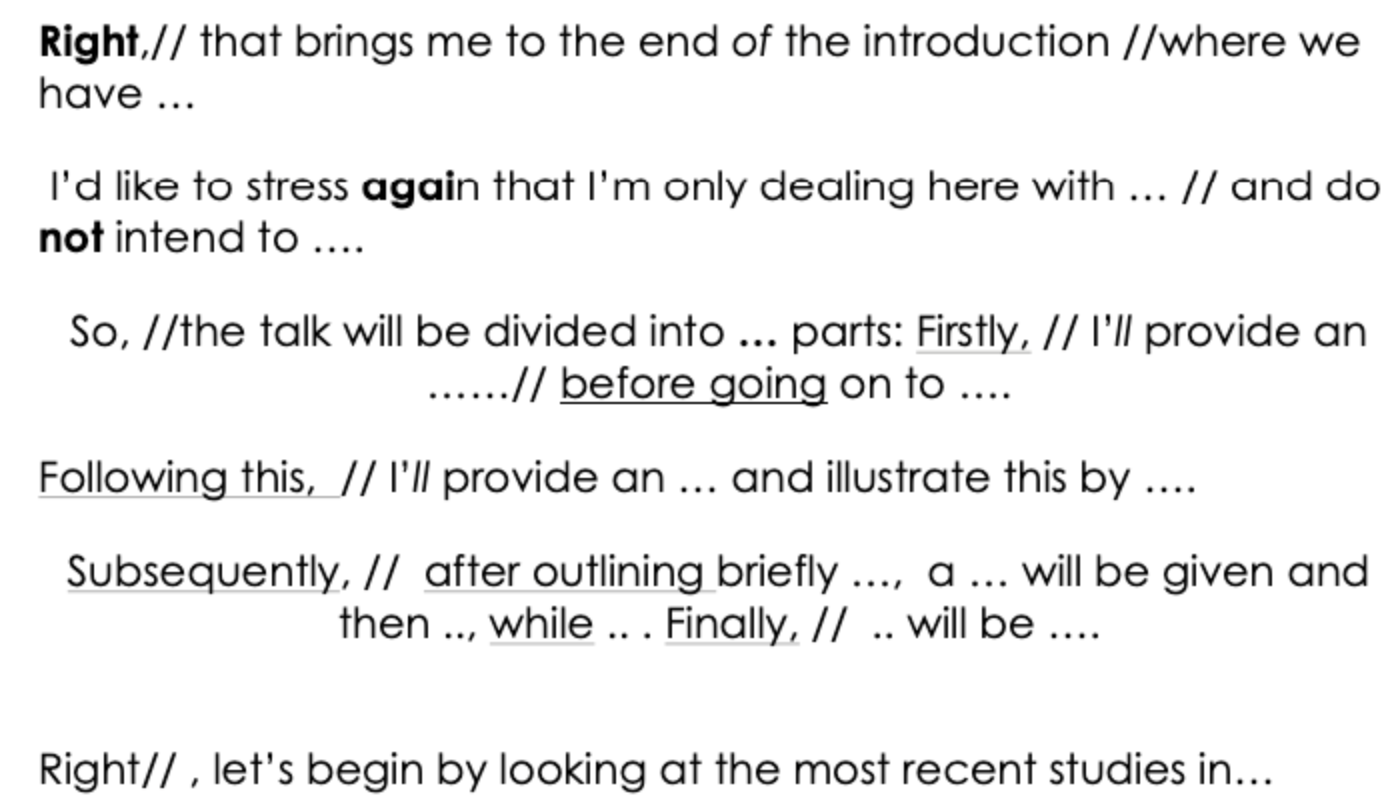 Right,// that brings me to the end of the introduction //where we
have ...
I'd like to stress again that I'm only dealing here with ... // and do
not intend to ....
So, //the talk will be divided into ... parts: Firstly, // I'll provide an
......// before going on to ....
Following this,  // I'll provide an ... and illustrate this by ....
Subsequently, //  after outlining briefly ...,  a ... will be given and
then .., while .. . Finally, //  .. will be ....
Right// , let's begin by looking at the most recent studies in...